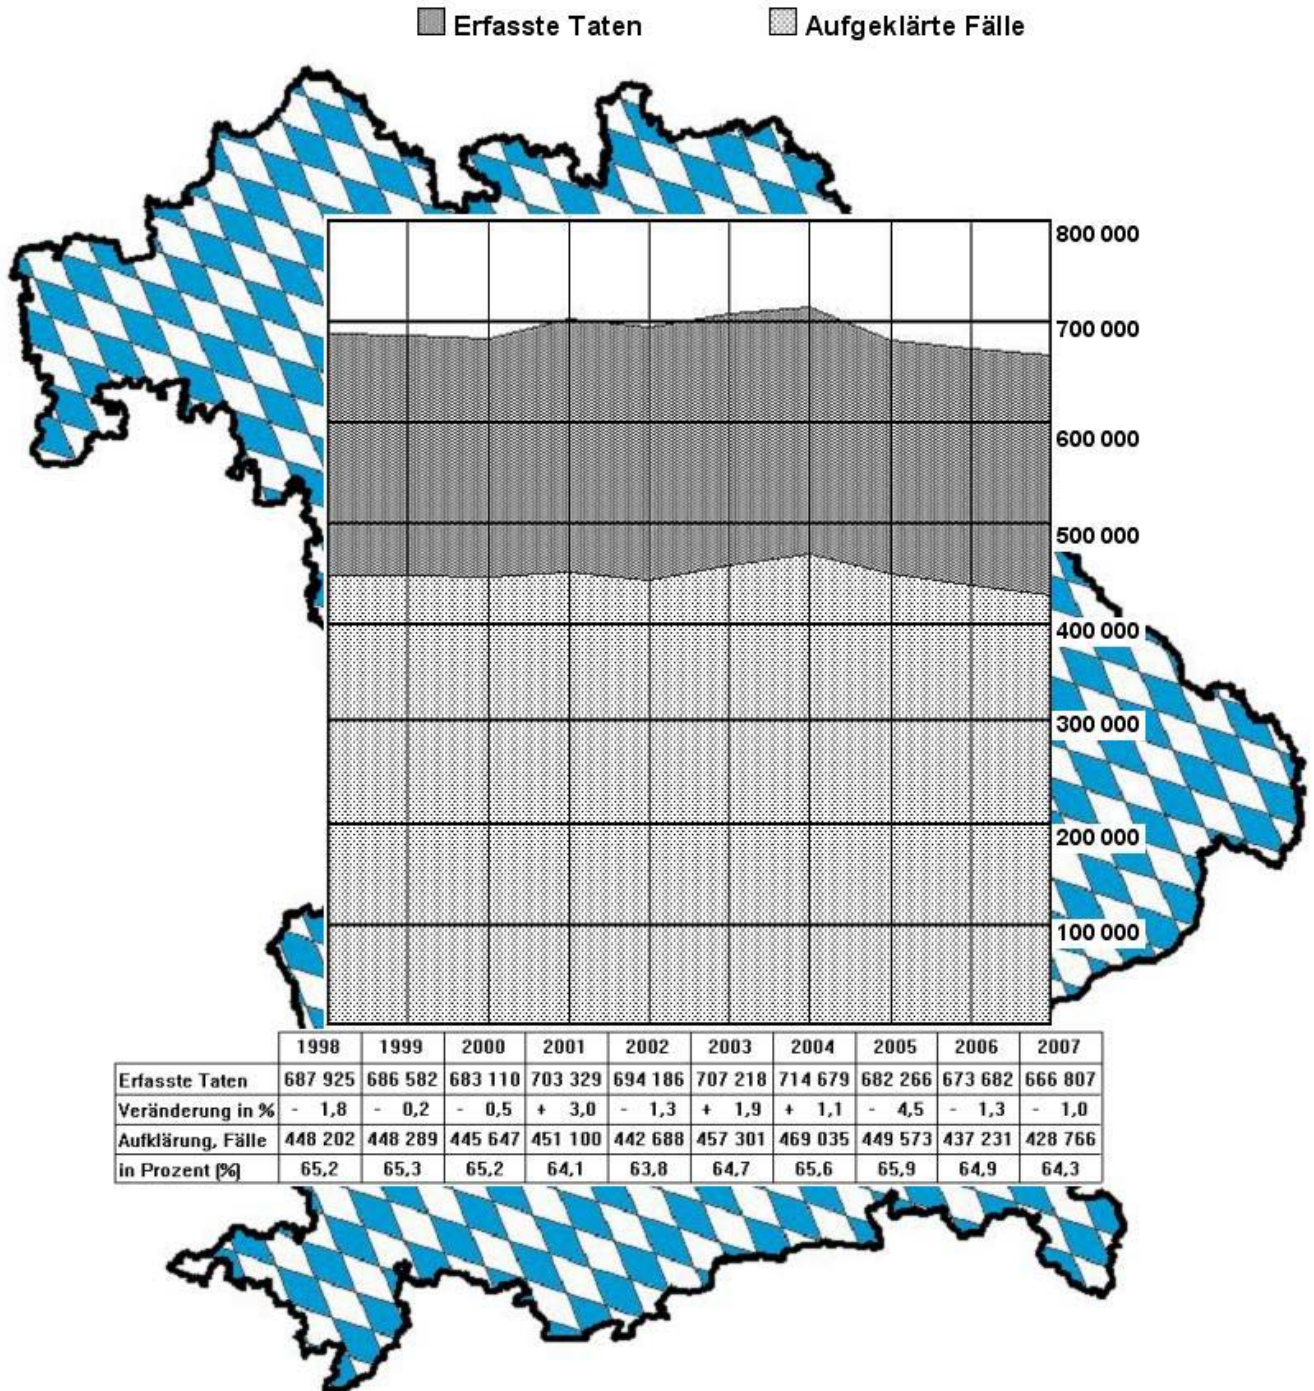 Erfasste Taten Aufgeklärte Fälle
800 000
700 000
600 000
500 000
400 000
300 000
200 000
100 000
1998 1999 2000 2001 2002 2003 2004 2005 2006 2007
Erfasste Taten 687 925 686 582 683 110 703 329 694 186 707 218 714 679 682 266 673 682 666 807
Veränderung in % - 1,8 - 0,2 - 0,5 + 3,0 - 1,3 + 1,9 + 1,1 - 4,5 - 1,3 - 1,0
Aufklärung, Fälle 448 202 448 289 445 647 451 100 442 688 457 301 469 035 449 573 437 231 428 766
in Prozent (%) 65,2 65,3 65,2 64,1 63,8 64,7 65,6 65,9 64,9 64,3